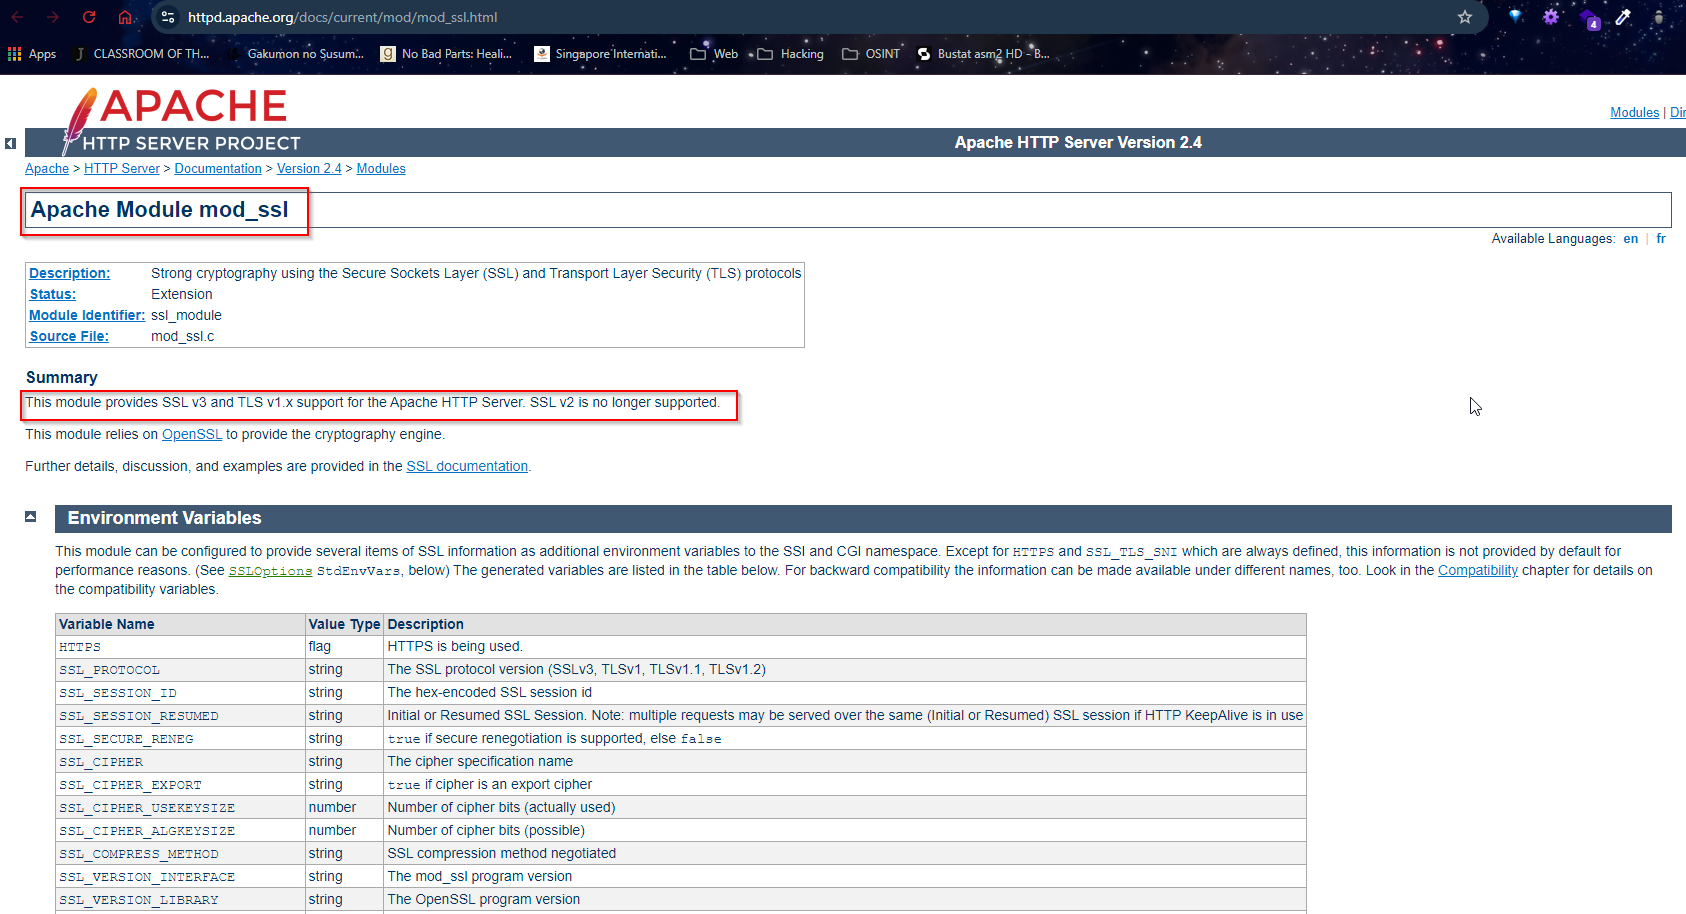 httpd.apache.org/docs/current/mod/mod_ssl.html
4
Apps CLASSROOM OF TH... Gakumon no Susum... No Bad Parts: Heali... Singapore Internati... Web Hacking OSINT Bustat asm2 HD - B...
APACHE
HTTP SERVER PROJECT
Modules | Dir
Apache HTTP Server Version 2.4
Apache > HTTP Server > Documentation > Version 2.4 > Modules
Apache Module mod_ssl
Available Languages: en | fr
Description: Strong cryptography using the Secure Sockets Layer (SSL) and Transport Layer Security (TLS) protocols
Status: Extension
Module Identifier: ssl_module
Source File: mod_ssl.c
Summary
This module provides SSL v3 and TLS v1.x support for the Apache HTTP Server. SSL v2 is no longer supported.
This module relies on OpenSSL to provide the cryptography engine.
Further details, discussion, and examples are provided in the SSL documentation.
Environment Variables
This module can be configured to provide several items of SSL information as additional environment variables to the SSI and CGI namespace. Except for HTTPS and SSL_TLS_SNI which are always defined, this information is not provided by default for
performance reasons. (See SSLOptions StdEnvVars, below) The generated variables are listed in the table below. For backward compatibility the information can be made available under different names, too. Look in the Compatibility chapter for details on
the compatibility variables.
Variable Name Value Type Description
HTTPS flag HTTPS is being used.
SSL_PROTOCOL string The SSL protocol version (SSLv3, TLSv1, TLSv1.1, TLSv1.2)
SSL_SESSION_ID string The hex-encoded SSL session id
SSL_SESSION_RESUMED string Initial or Resumed SSL Session. Note: multiple requests may be served over the same (Initial or Resumed) SSL session if HTTP KeepAlive is in use
SSL_SECURE_RENEG string true if secure renegotiation is supported, else false
SSL_CIPHER string The cipher specification name
SSL_CIPHER_EXPORT string true if cipher is an export cipher
SSL_CIPHER_USEKEYSIZE number Number of cipher bits (actually used)
SSL_CIPHER_ALGKEYSIZE number Number of cipher bits (possible)
SSL_COMPRESS_METHOD string SSL compression method negotiated
SSL_VERSION_INTERFACE string The mod_ssl program version
SSL_VERSION_LIBRARY string The OpenSSL program version